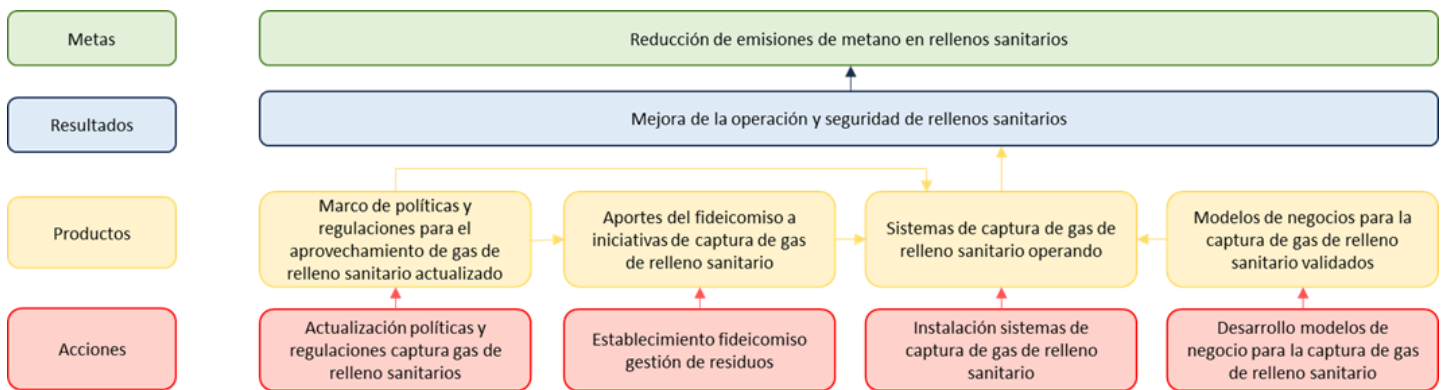 Metas
Reducción de emisiones de metano en rellenos sanitarios
Resultados
Mejora de la operación y seguridad de rellenos sanitarios
Productos
Marco de políticas y
regulaciones para el
aprovechamiento de gas de
relleno sanitario actualizado
Aportes del fideicomiso a
iniciativas de captura de gas
de relleno sanitario
Sistemas de captura de gas de
relleno sanitario operando
Modelos de negocios para la
captura de gas de relleno
sanitario validados
Acciones
Actualización políticas y
regulaciones captura gas de
relleno sanitarios
Establecimiento fideicomiso
gestión de residuos
Instalación sistemas de
captura de gas de relleno
sanitario
Desarrollo modelos de
negocio para la captura de gas
de relleno sanitario